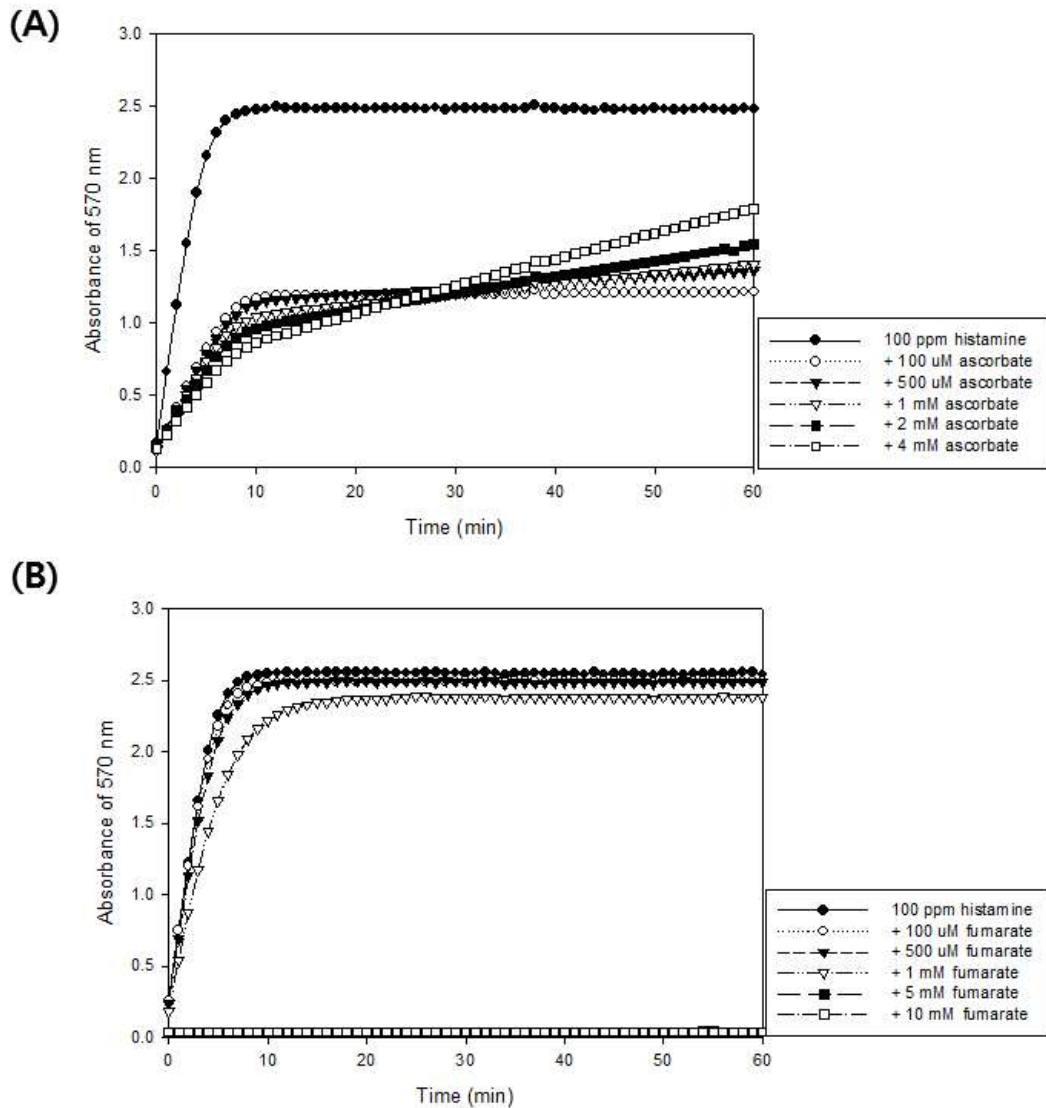 (A)
3.0
2.5
2.0
1.5
1.0
0.5
0.0
Absorbance of 570 nm
0 10 20 30 40 50 60
Time (min)
100 ppm histamine
+ 100 uM ascorbate
+ 500 uM ascorbate
+ 1 mM ascorbate
+ 2 mM ascorbate
+ 4 mM ascorbate
(B)
3.0
2.5
2.0
1.5
1.0
0.5
0.0
Absorbance of 570 nm
0 10 20 30 40 50 60
Time (min)
100 ppm histamine
+ 100 uM fumarate
+ 500 uM fumarate
+ 1 mM fumarate
+ 5 mM fumarate
+ 10 mM fumarate